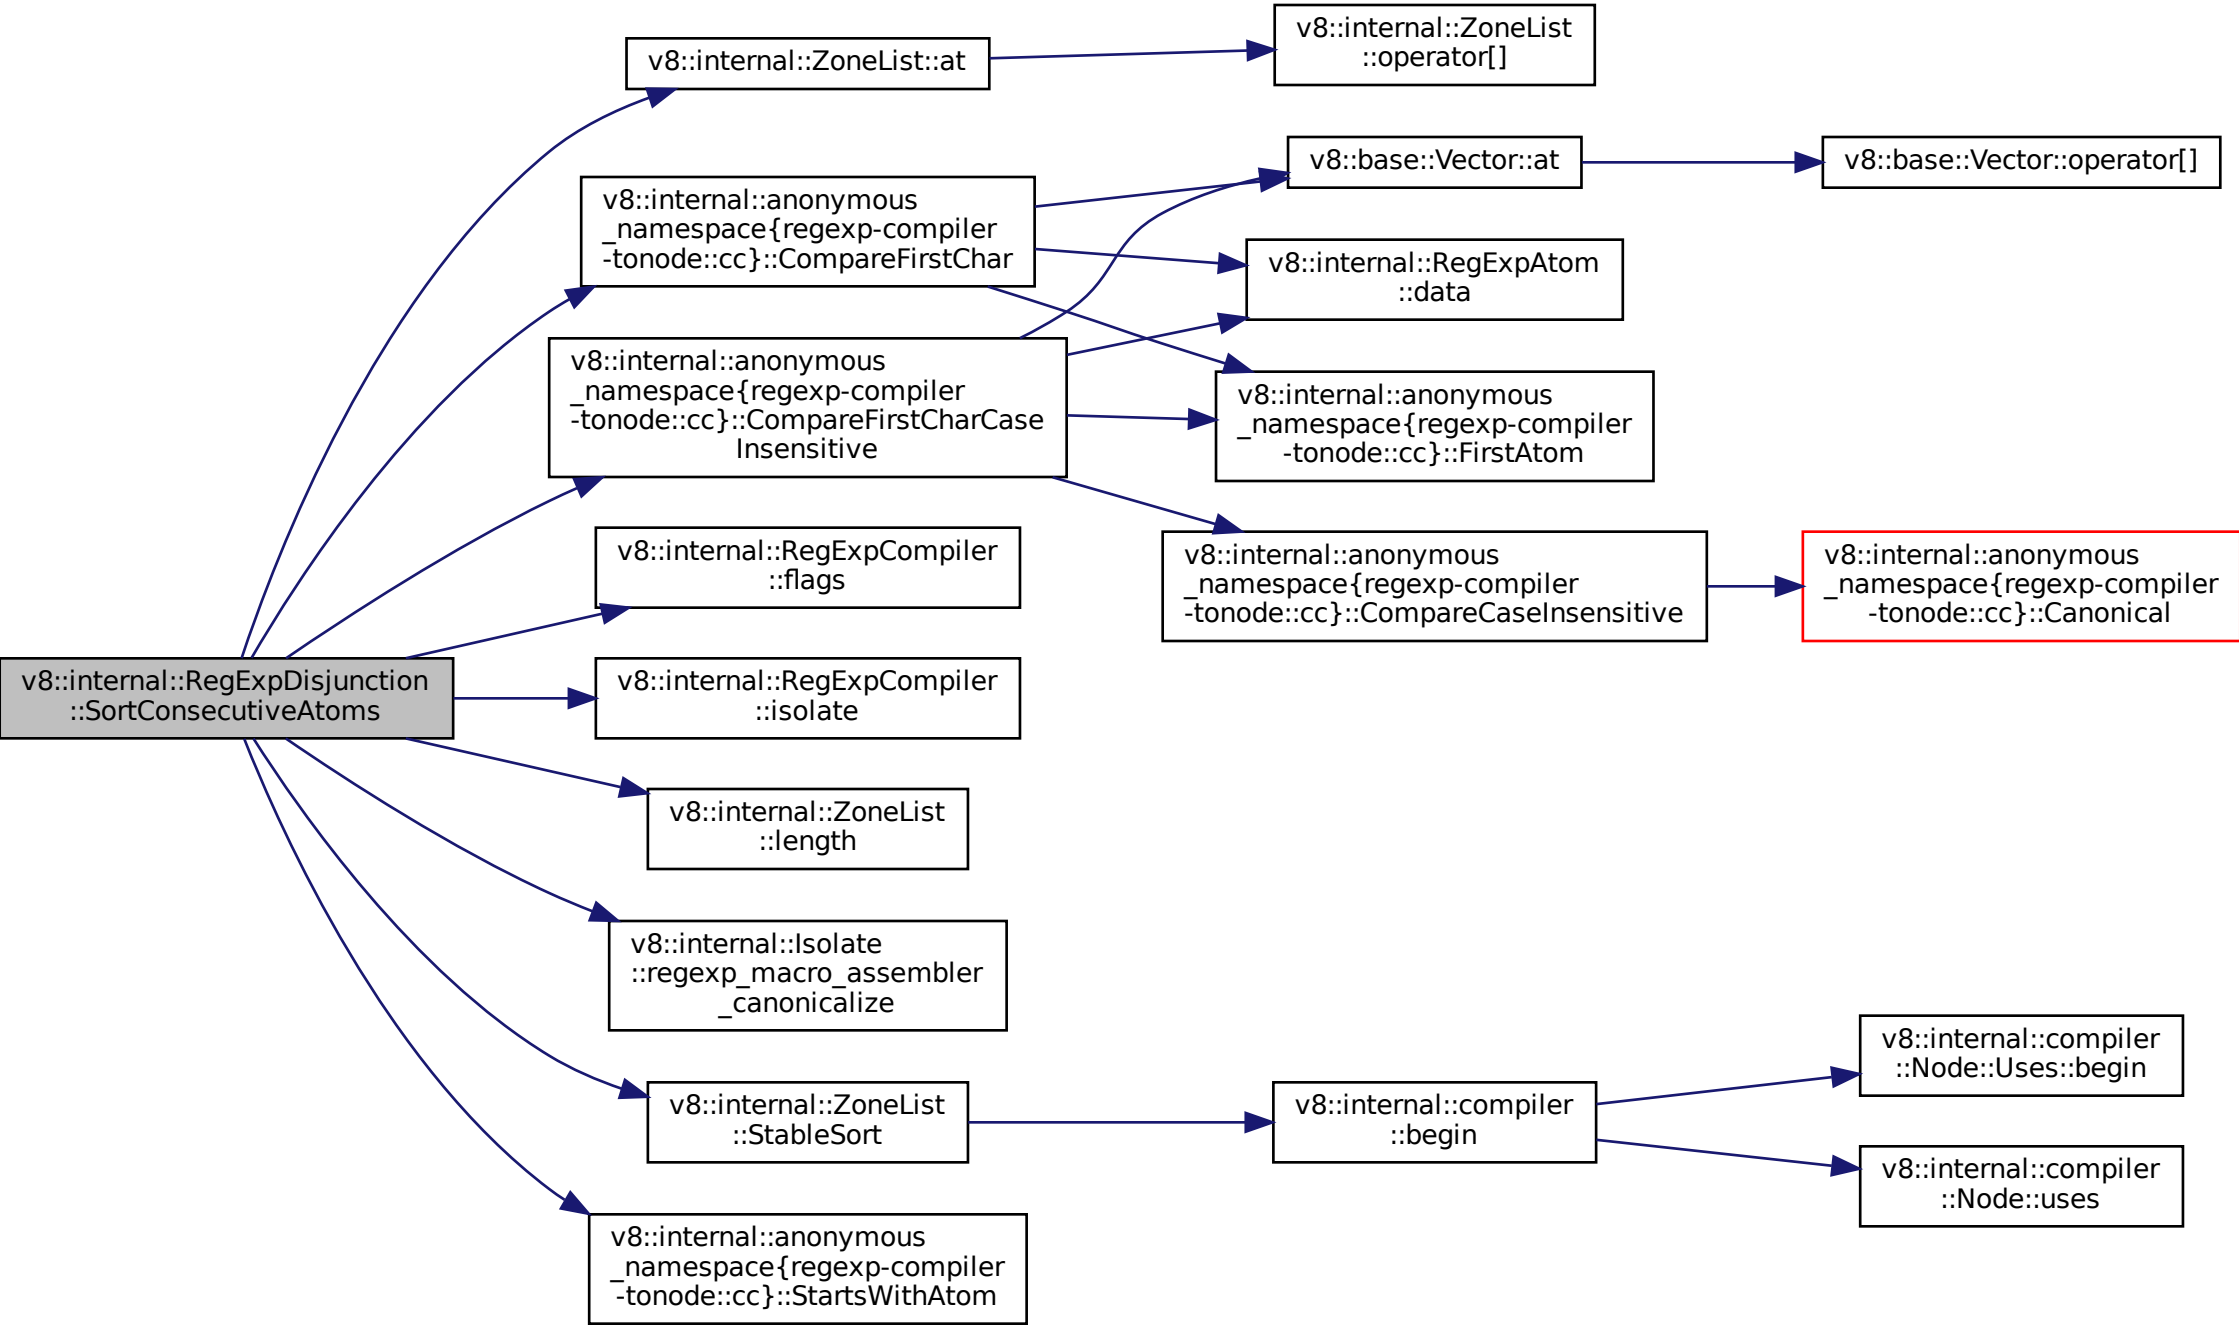 v8::internal::RegExpDisjunction
::SortConsecutiveAtoms
v8::internal::ZoneList::at
v8::internal::ZoneList
::operator[]
v8::internal::anonymous
_namespace{regexp-compiler
-tonode::cc}::CompareFirstChar
v8::base::Vector::at
v8::base::Vector::operator[]
v8::internal::RegExpAtom
::data
v8::internal::anonymous
_namespace{regexp-compiler
-tonode::cc}::FirstAtom
v8::internal::anonymous
_namespace{regexp-compiler
-tonode::cc}::CompareFirstCharCase
Insensitive
v8::internal::anonymous
_namespace{regexp-compiler
-tonode::cc}::CompareCaseInsensitive
v8::internal::anonymous
_namespace{regexp-compiler
-tonode::cc}::Canonical
v8::internal::RegExpCompiler
::flags
v8::internal::RegExpCompiler
::isolate
v8::internal::ZoneList
::length
v8::internal::Isolate
::regexp_macro_assembler
_canonicalize
v8::internal::ZoneList
::StableSort
v8::internal::compiler
::begin
v8::internal::compiler
::Node::Uses::begin
v8::internal::compiler
::Node::uses
v8::internal::anonymous
_namespace{regexp-compiler
-tonode::cc}::StartsWithAtom